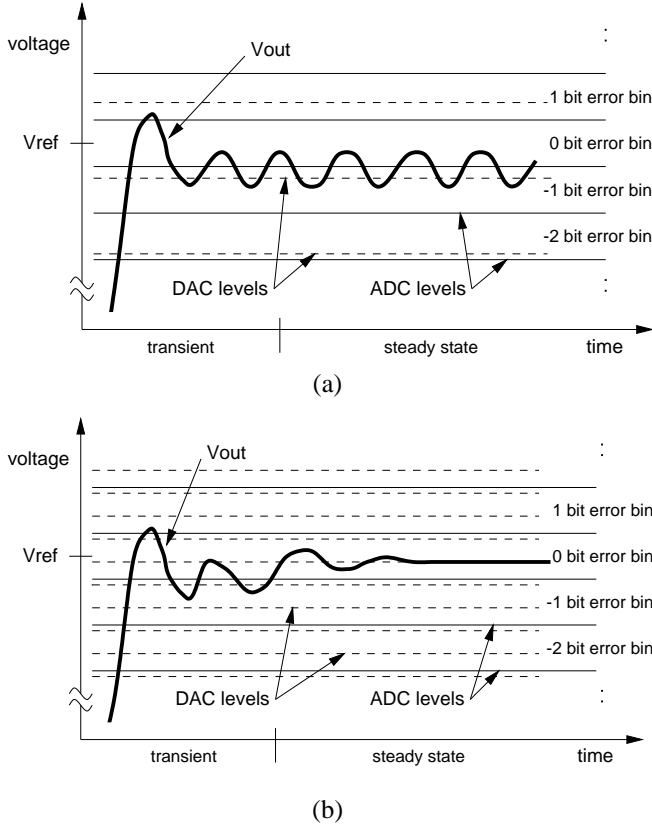 voltage
Vout
:
1 bit error bin
Vref
0 bit error bin
-1 bit error bin
-2 bit error bin
DAC levels
ADC levels
:
transient
steady state
time
(a)
voltage
Vout
:
1 bit error bin
Vref
0 bit error bin
-1 bit error bin
-2 bit error bin
DAC levels
ADC levels
:
transient
steady state
time
(b)